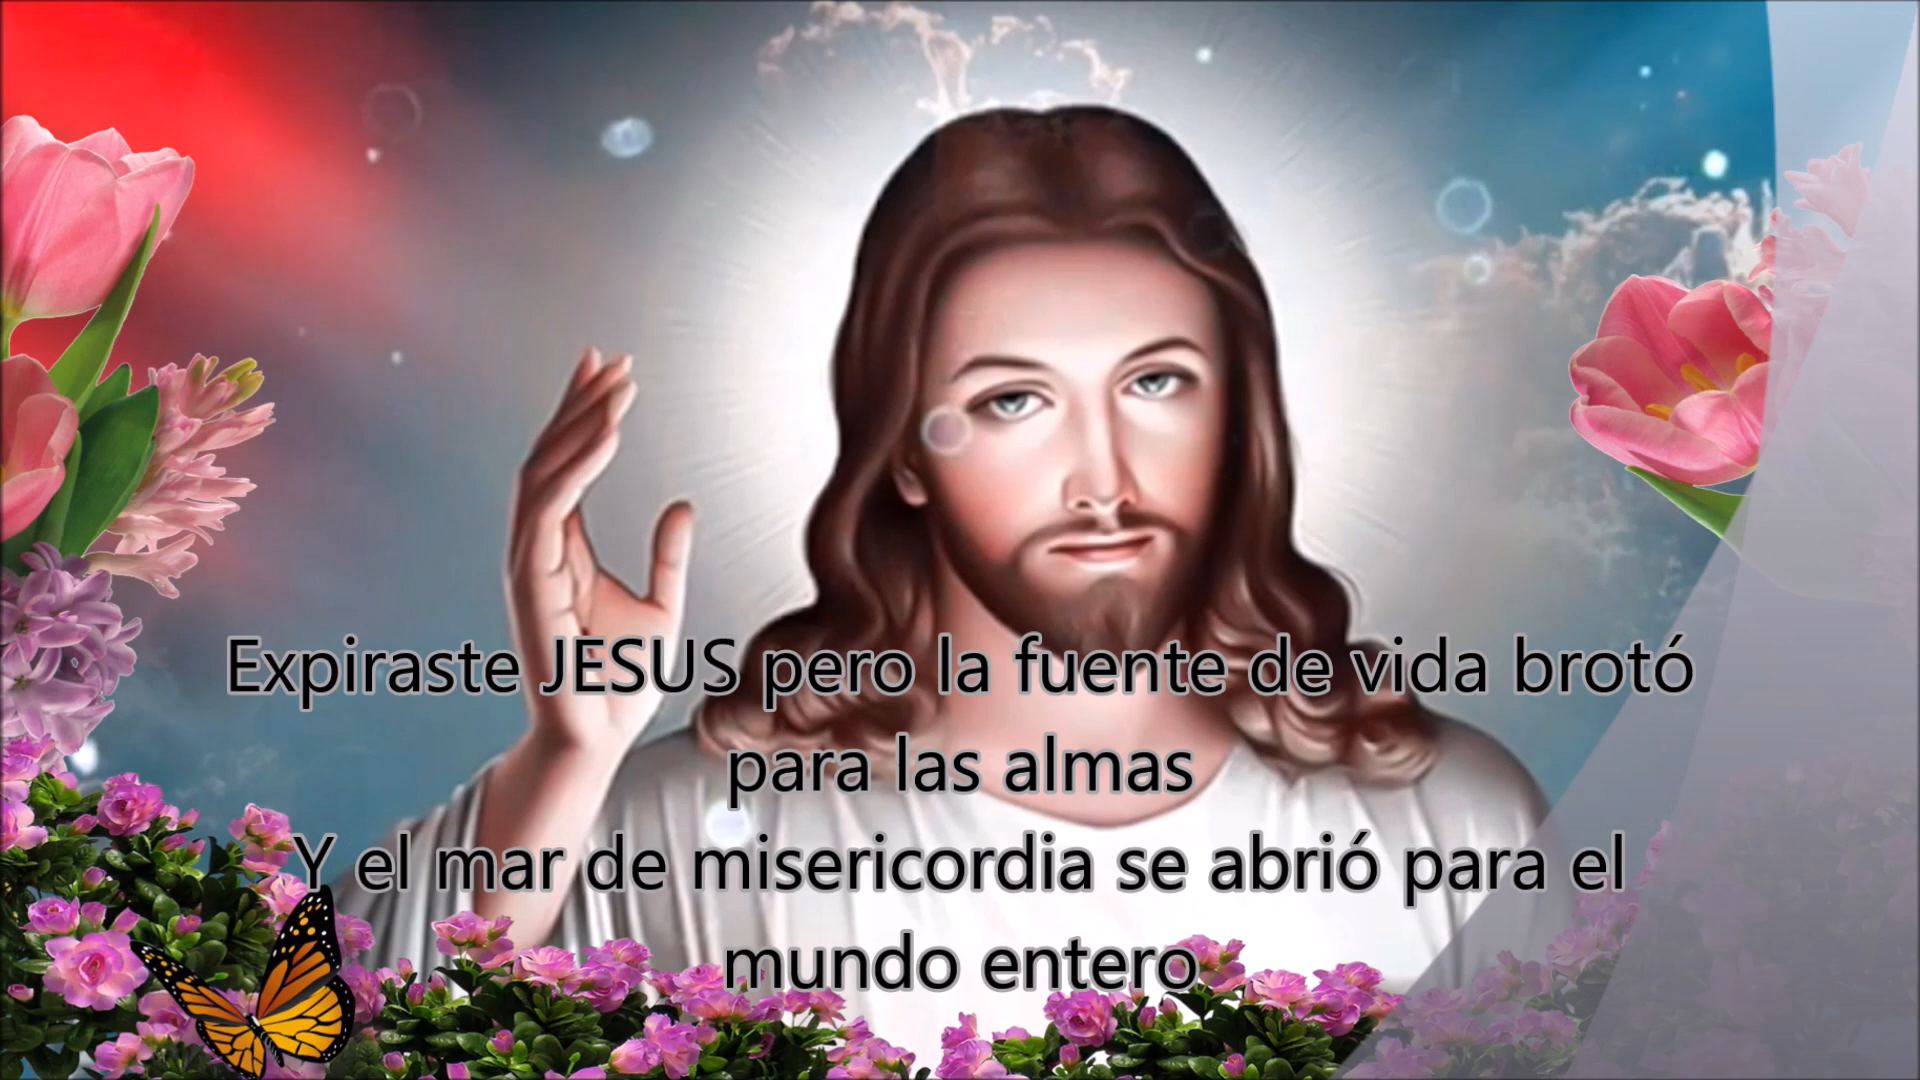 Expiraste JESUS pero la fuente de vida brotó
para las almas
Y el mar de misericordia se abrió para el
mundo entero